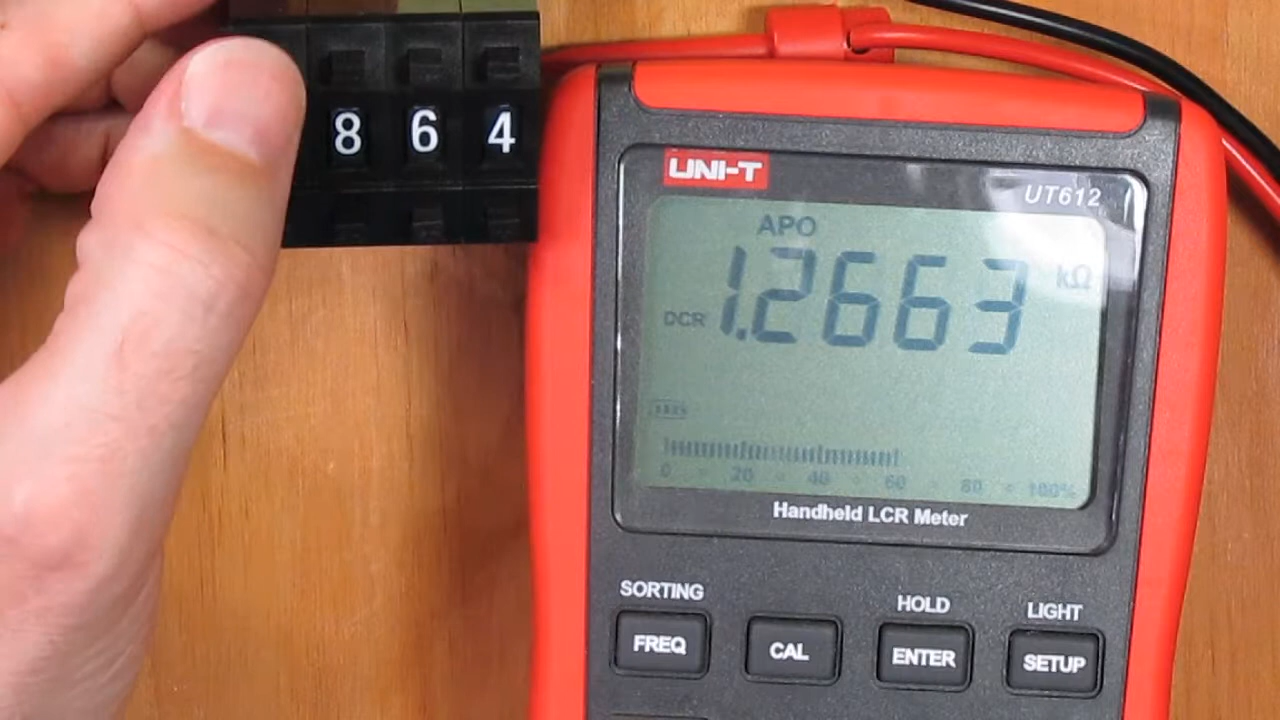 8 6 4
UNI-T
UT612
APO
1.2663 kΩ
DCR
0 20 40 60 80 100%
Handheld LCR Meter
SORTING HOLD LIGHT
FREQ CAL ENTER SETUP